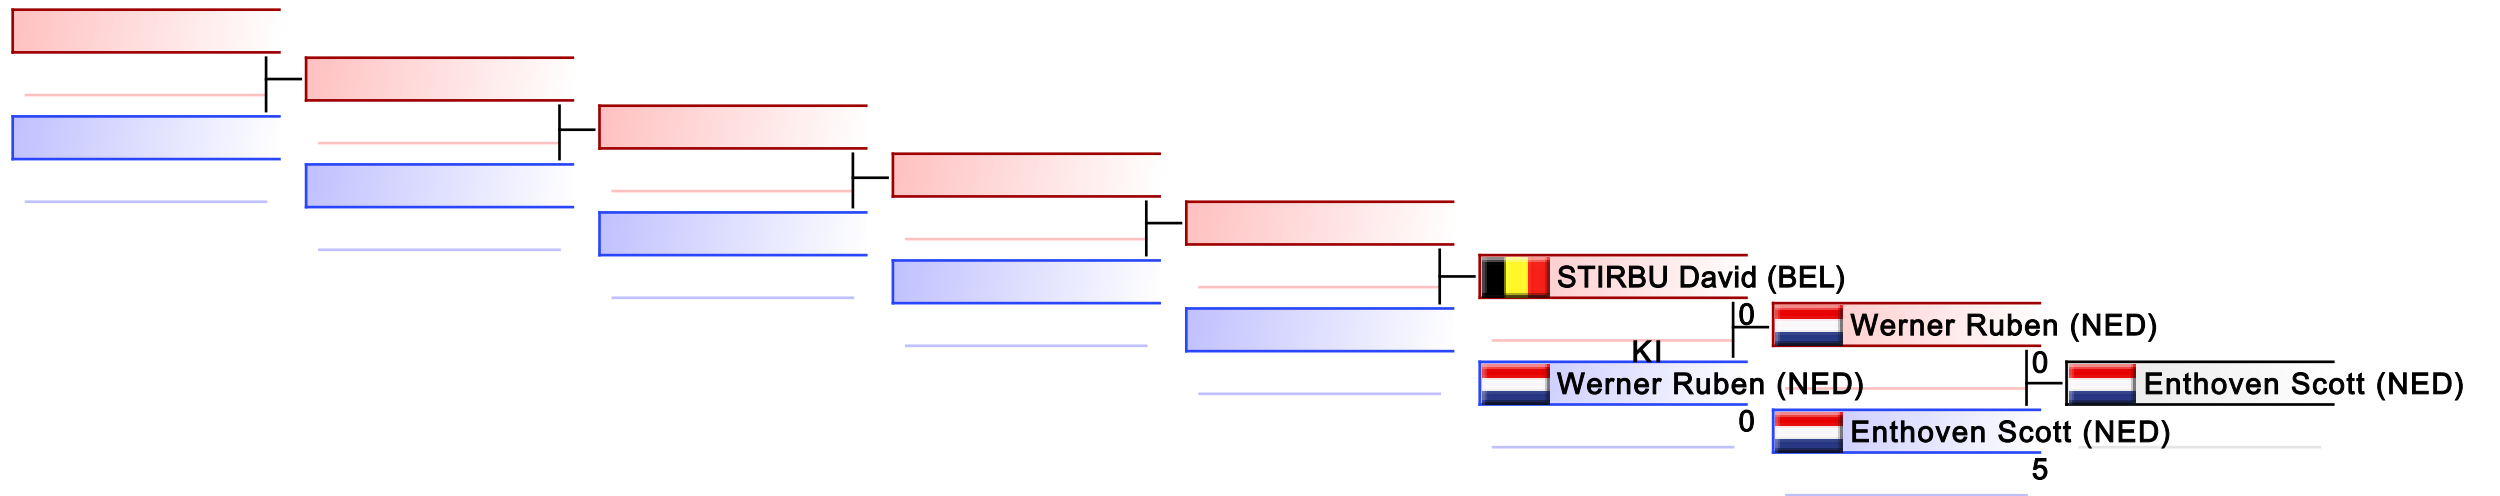 STIRBU David (BEL)
0
K I
Werner Ruben (NED)
0
Werner Ruben (NED)
0
Enthoven Scott (NED)
5
Enthoven Scott (NED)